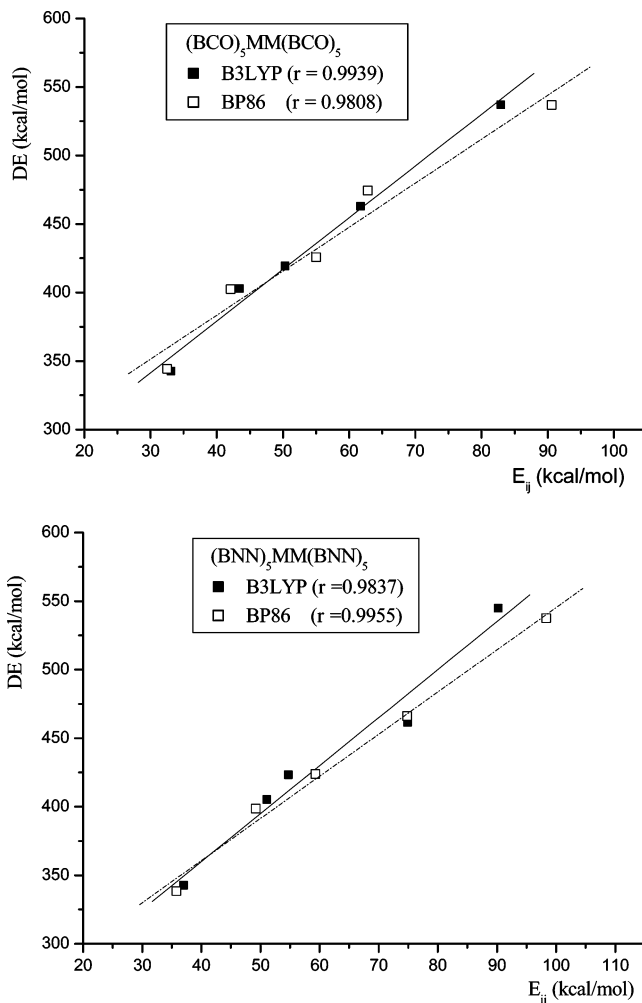 600
550
500
450
400
350
300
DE (kcal/mol)
(BCO)₅MM(BCO)₅
■ B3LYP (r = 0.9939)
□ BP86 (r = 0.9808)
20 30 40 50 60 70 80 90 100
E_ij (kcal/mol)
600
550
500
450
400
350
300
DE (kcal/mol)
(BNN)₅MM(BNN)₅
■ B3LYP (r =0.9837)
□ BP86 (r =0.9955)
20 30 40 50 60 70 80 90 100 110
E_ij (kcal/mol)